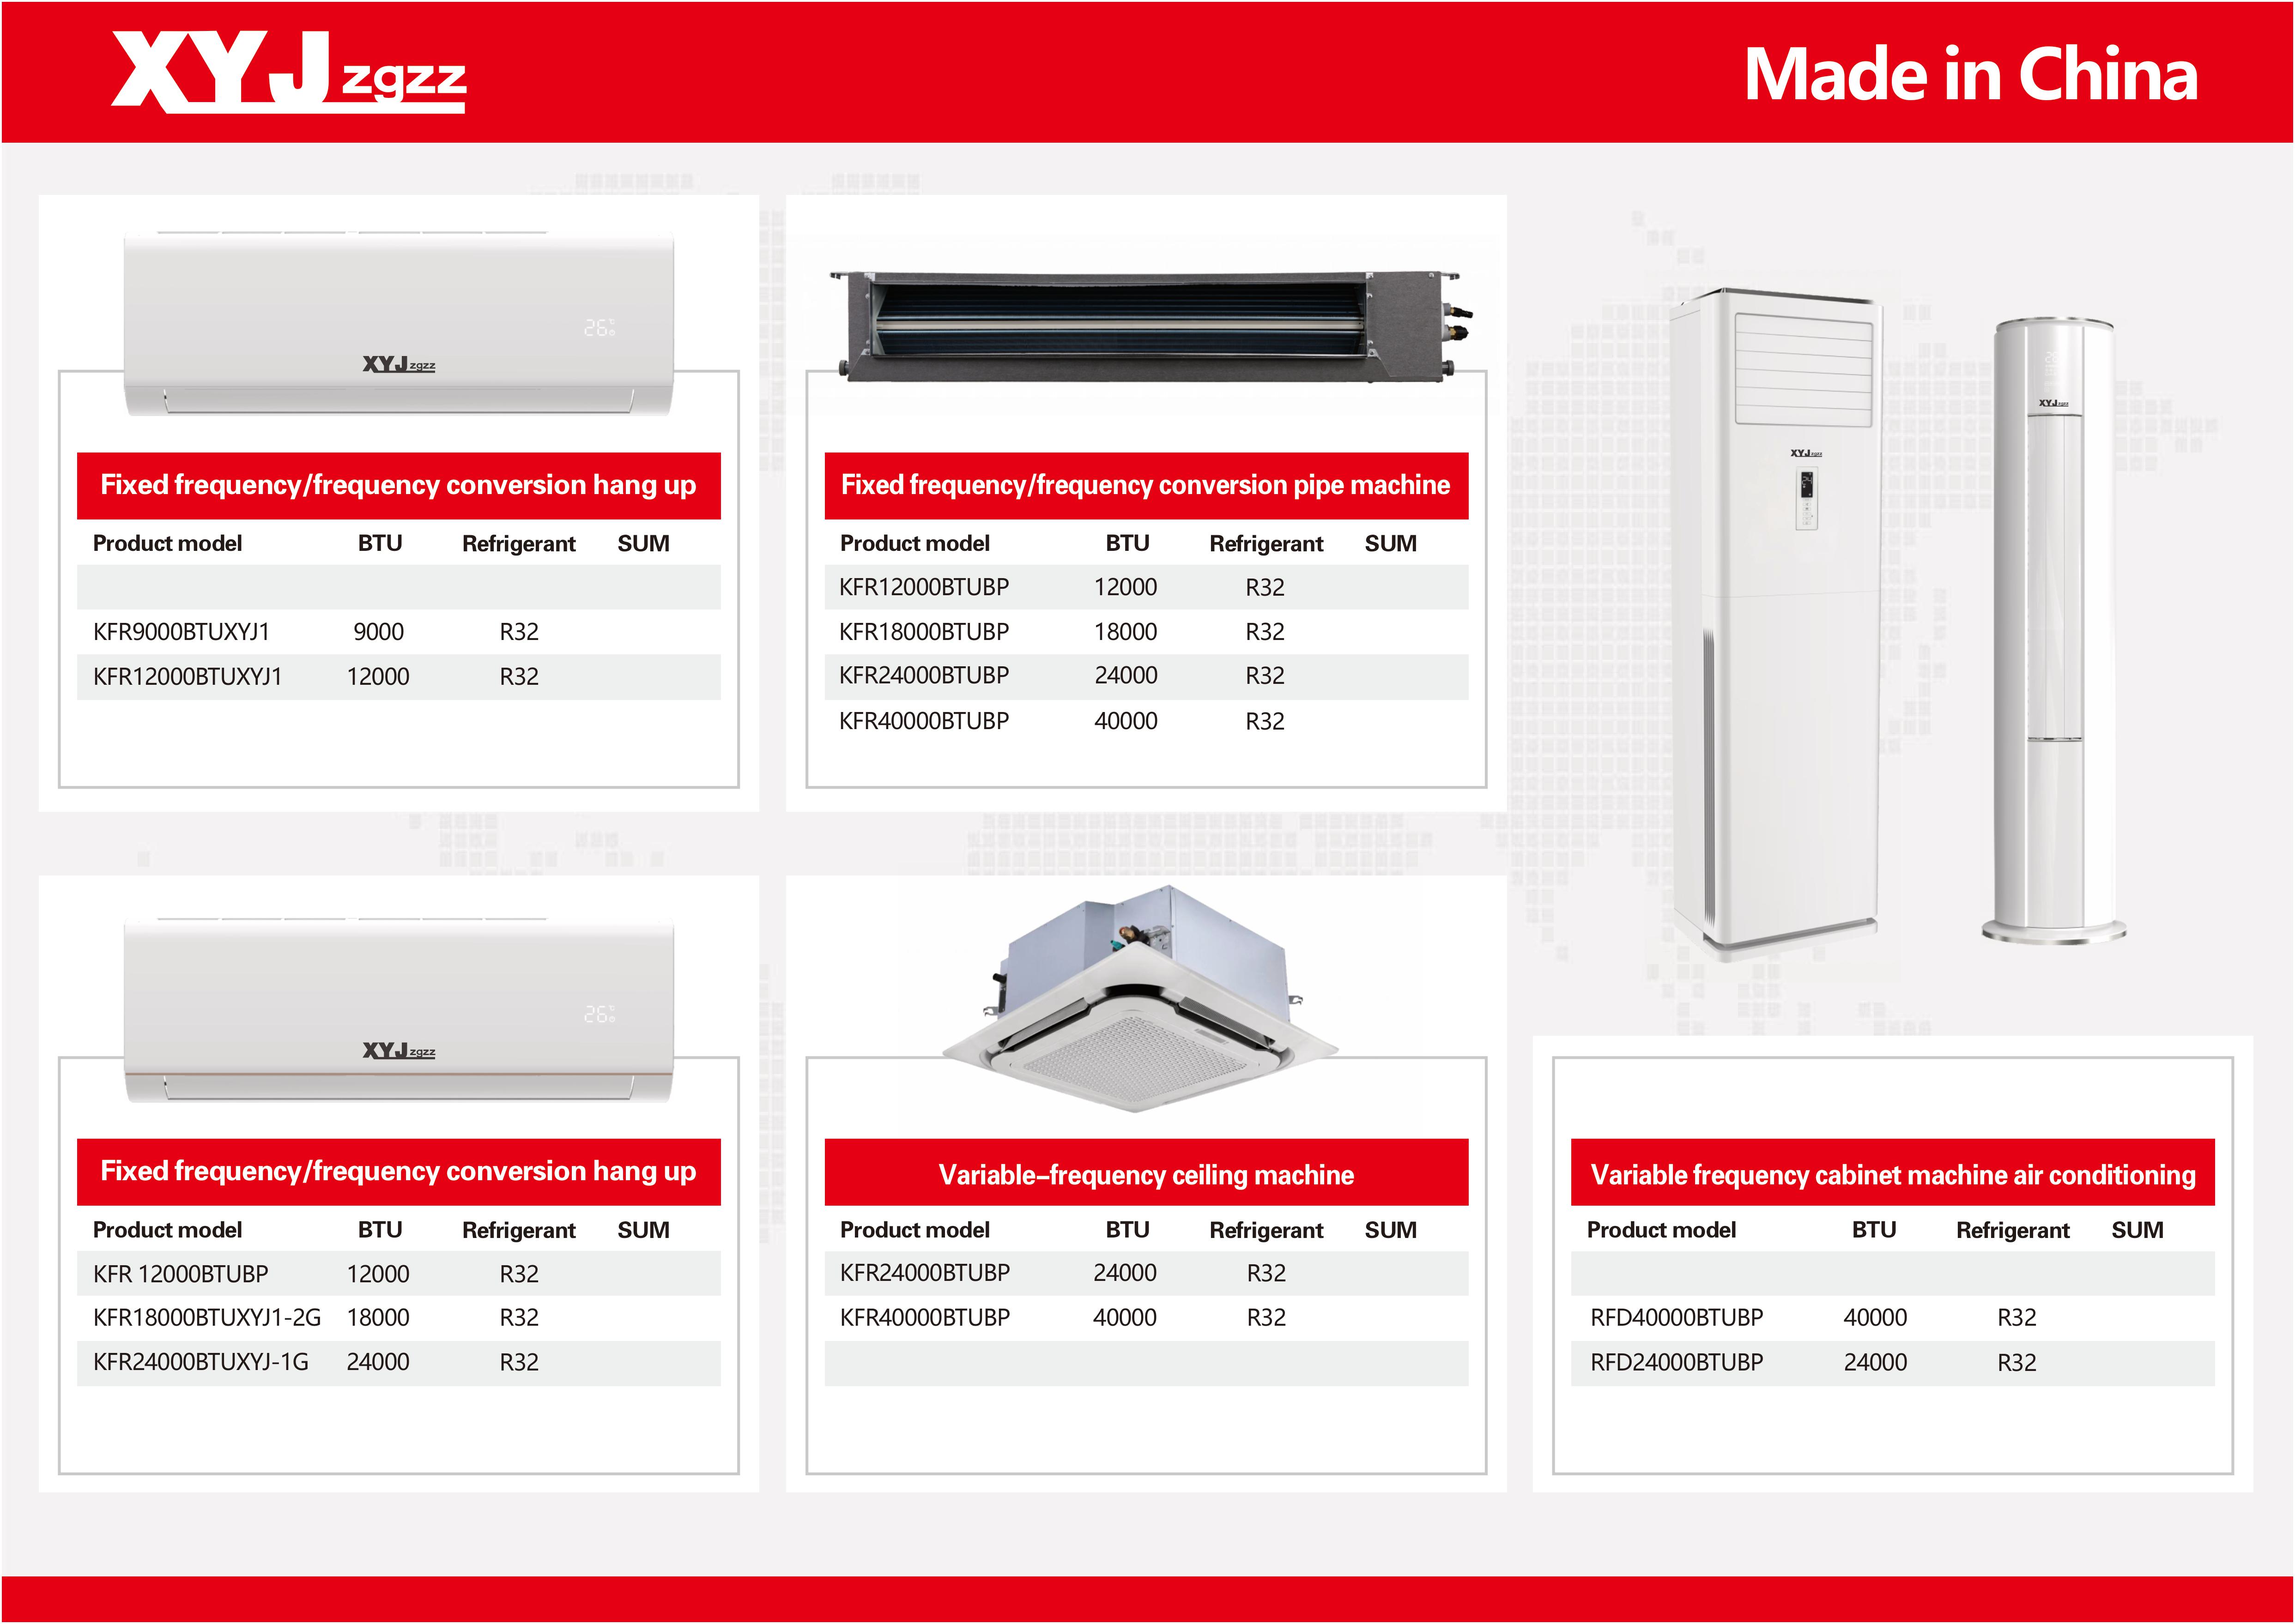 XYJ zgzz
Made in China
26℃
XYJ zgzz
Fixed frequency/frequency conversion hang up
Product model BTU Refrigerant SUM
KFR9000BTUXYJ1 9000 R32
KFR12000BTUXYJ1 12000 R32
Fixed frequency/frequency conversion pipe machine
Product model BTU Refrigerant SUM
KFR12000BTUBP 12000 R32
KFR18000BTUBP 18000 R32
KFR24000BTUBP 24000 R32
KFR40000BTUBP 40000 R32
XYJ zgzz
XYJ zgzz
26℃
XYJ zgzz
Fixed frequency/frequency conversion hang up
Product model BTU Refrigerant SUM
KFR 12000BTUBP 12000 R32
KFR18000BTUXYJ1-2G 18000 R32
KFR24000BTUXYJ-1G 24000 R32
Variable-frequency ceiling machine
Product model BTU Refrigerant SUM
KFR24000BTUBP 24000 R32
KFR40000BTUBP 40000 R32
Variable frequency cabinet machine air conditioning
Product model BTU Refrigerant SUM
RFD40000BTUBP 40000 R32
RFD24000BTUBP 24000 R32